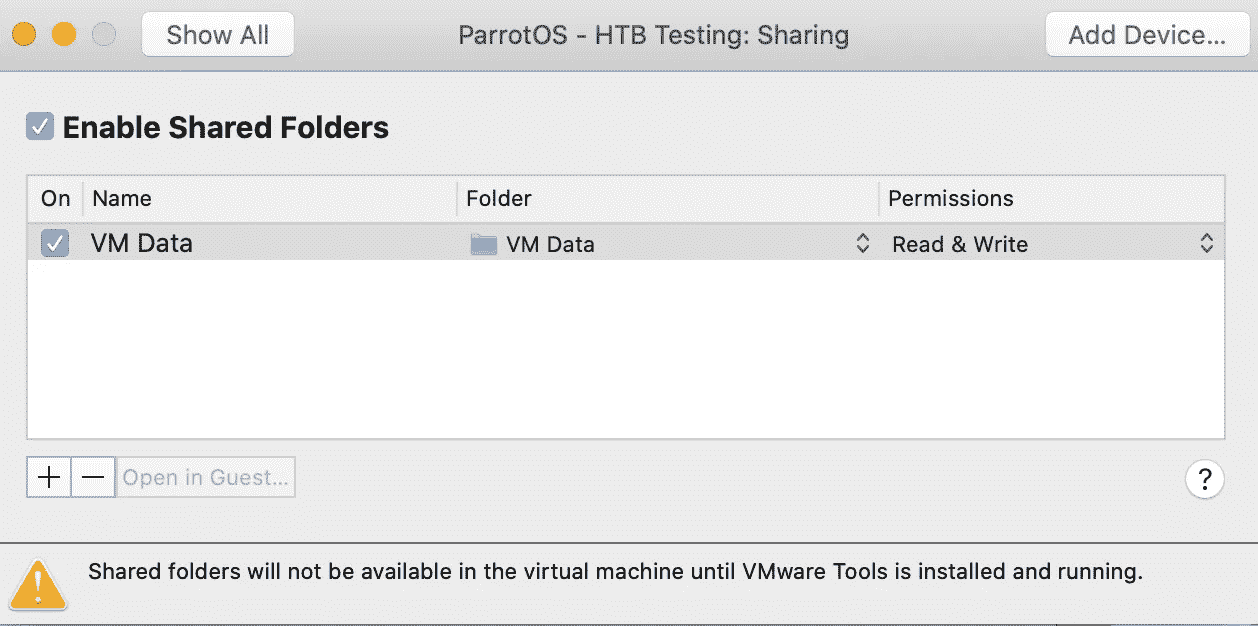 Show All ParrotOS - HTB Testing: Sharing Add Device...
Enable Shared Folders
On Name Folder Permissions
VM Data VM Data Read & Write
+ — Open in Guest... ?
Shared folders will not be available in the virtual machine until VMware Tools is installed and running.